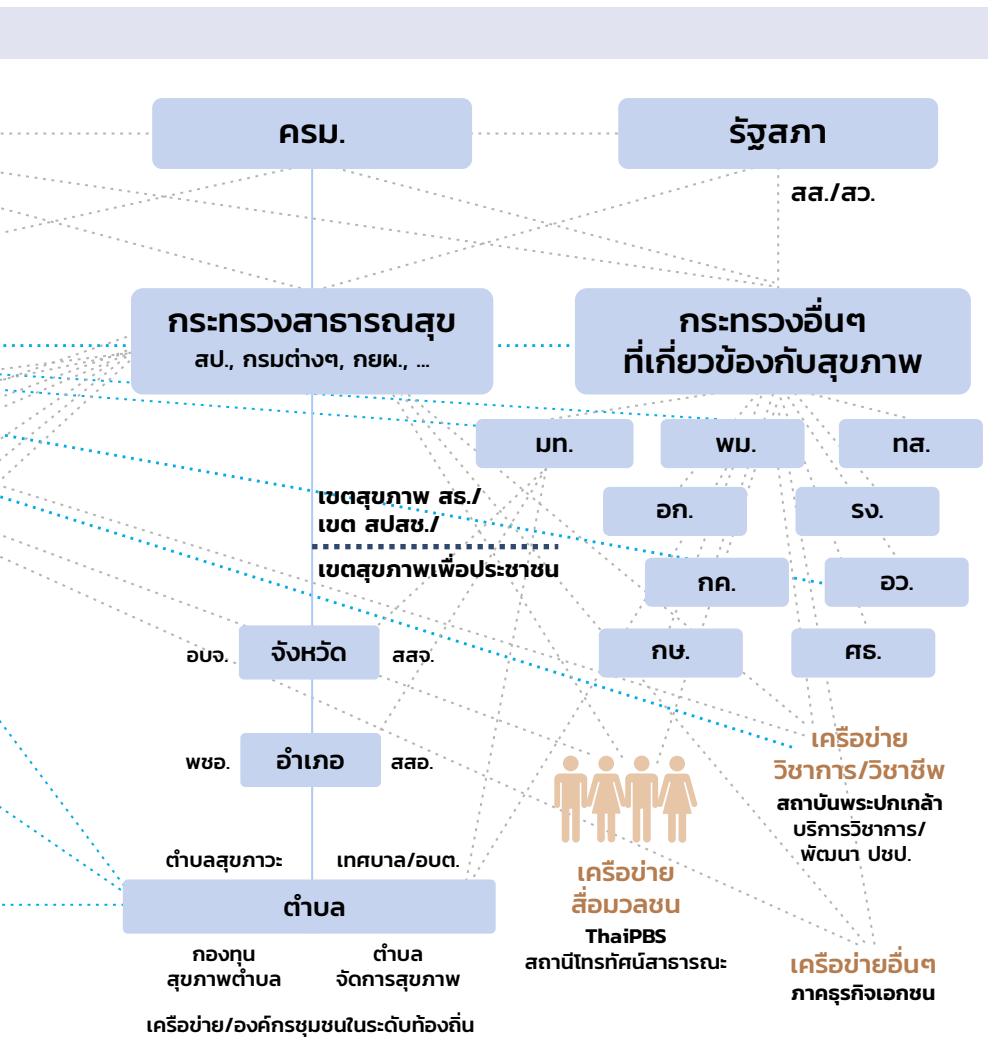 ครม.
รัฐสภา
สส./สว.
กระทรวงสาธารณสุข
สป., กรมต่างๆ, กยผ., ...
กระทรวงอื่นๆ
ที่เกี่ยวข้องกับสุขภาพ
มท.
พม.
ทส.
อก.
รง.
เขตสุขภาพ สธ./
เขต สปสช./
เขตสุขภาพเพื่อประชาชน
กค.
อว.
กษ.
ศธ.
อบจ.
จังหวัด
สสจ.
พชอ.
อำเภอ
สสอ.
ตำบลสุขภาวะ
เทศบาล/อบต.
ตำบล
กองทุน
สุขภาพตำบล
ตำบล
จัดการสุขภาพ
เครือข่าย/องค์กรชุมชนในระดับท้องถิ่น
เครือข่าย
สื่อมวลชน
ThaiPBS
สถานีโทรทัศน์สาธารณะ
เครือข่าย
วิชาการ/วิชาชีพ
สถาบันพระปกเกล้า
บริการวิชาการ/
พัฒนา ปชป.
เครือข่ายอื่นๆ
ภาคธุรกิจเอกชน